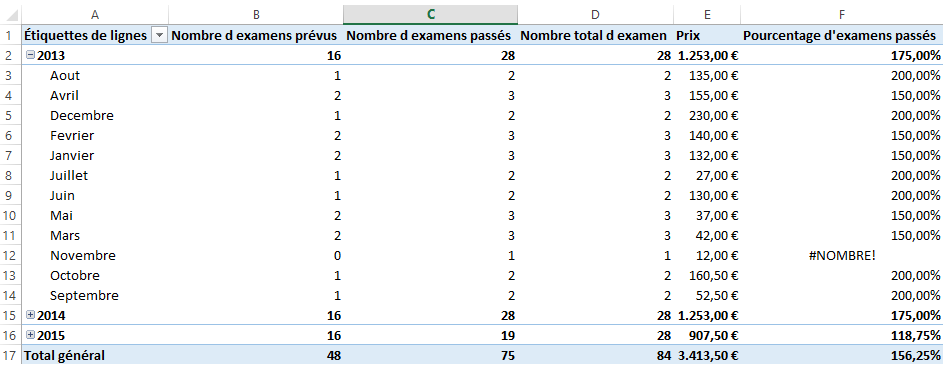 A B C D E F
1 Étiquettes de lignes Nombre d examens prévus Nombre d examens passés Nombre total d examen Prix Pourcentage d'examens passés
2 2013 16 28 28 1.253,00 € 175,00%
3 Aout 1 2 2 135,00 € 200,00%
4 Avril 2 3 3 155,00 € 150,00%
5 Decembre 1 2 2 230,00 € 200,00%
6 Fevrier 2 3 3 140,00 € 150,00%
7 Janvier 2 3 3 132,00 € 150,00%
8 Juillet 1 2 2 27,00 € 200,00%
9 Juin 1 2 2 130,00 € 200,00%
10 Mai 2 3 3 37,00 € 150,00%
11 Mars 2 3 3 42,00 € 150,00%
12 Novembre 0 1 1 12,00 € #NOMBRE!
13 Octobre 1 2 2 160,50 € 200,00%
14 Septembre 1 2 2 52,50 € 200,00%
15 2014 16 28 28 1.253,00 € 175,00%
16 2015 16 19 28 907,50 € 118,75%
17 Total général 48 75 84 3.413,50 € 156,25%